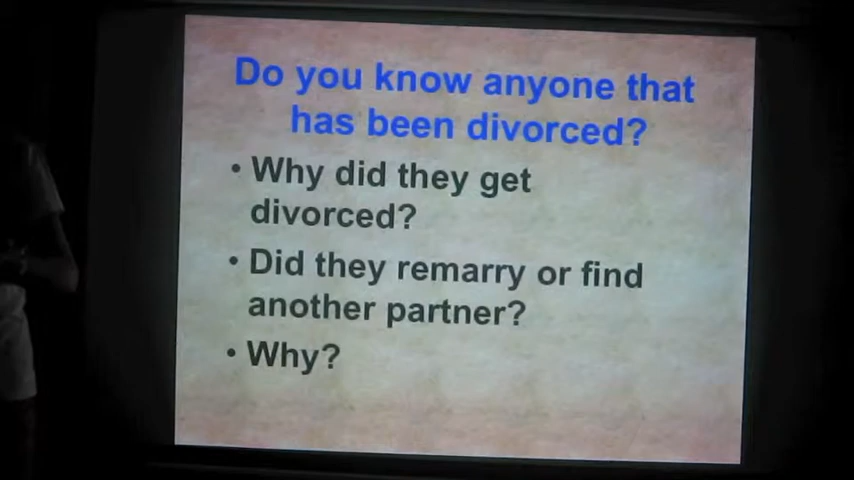 Do you know anyone that
has been divorced?
• Why did they get
divorced?
• Did they remarry or find
another partner?
• Why?